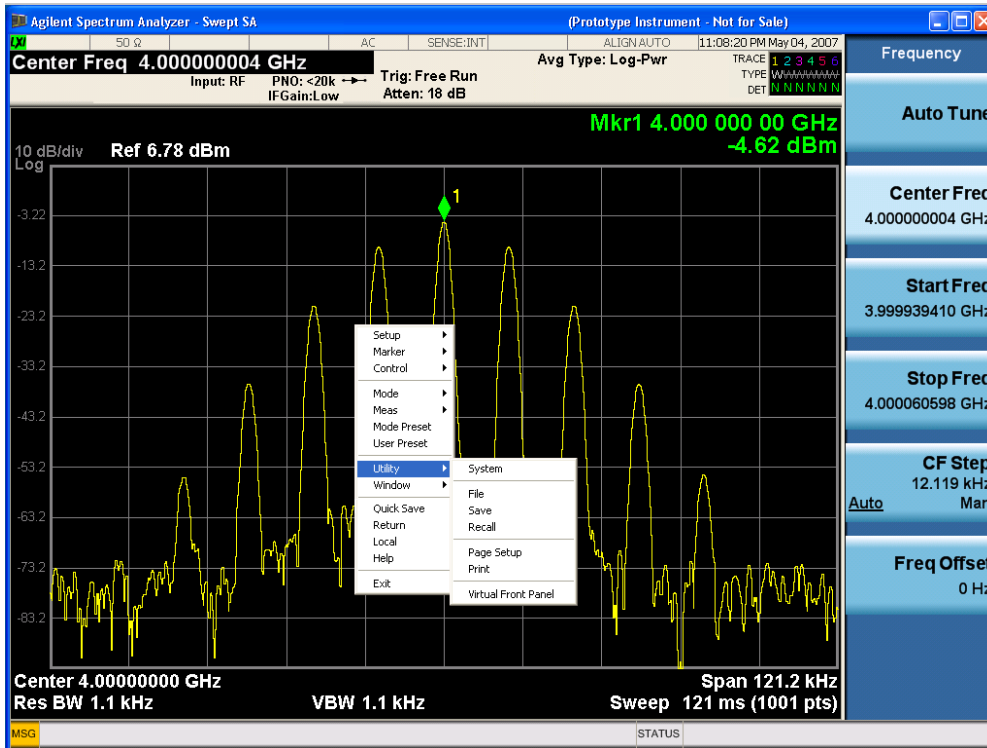 Agilent Spectrum Analyzer - Swept SA (Prototype Instrument - Not for Sale)
LXI 50 Ω AC SENSE:INT ALIGN AUTO 11:08:20 PM May 04, 2007
Center Freq 4.000000004 GHz
Input: RF PNO: <20k Trig: Free Run Avg Type: Log-Pwr TRACE 1 2 3 4 5 6
IFGain:Low Atten: 18 dB TYPE
DET N N N N N N
Mkr1 4.000 000 00 GHz
-4.62 dBm
10 dB/div Ref 6.78 dBm
Log
1
-3.22
-13.2
-23.2
-33.2
-43.2
-53.2
-63.2
-73.2
-83.2
Setup
Marker
Control
Mode
Meas
Mode Preset
User Preset
Utility
Window
Quick Save
Return
Local
Help
Exit
System
File
Save
Recall
Page Setup
Print
Virtual Front Panel
Center 4.00000000 GHz Span 121.2 kHz
Res BW 1.1 kHz VBW 1.1 kHz Sweep 121 ms (1001 pts)
MSG STATUS
Frequency
Auto Tune
Center Freq
4.000000004 GHz
Start Freq
3.999939410 GHz
Stop Freq
4.000060598 GHz
CF Step
12.119 kHz
Auto Man
Freq Offset
0 Hz